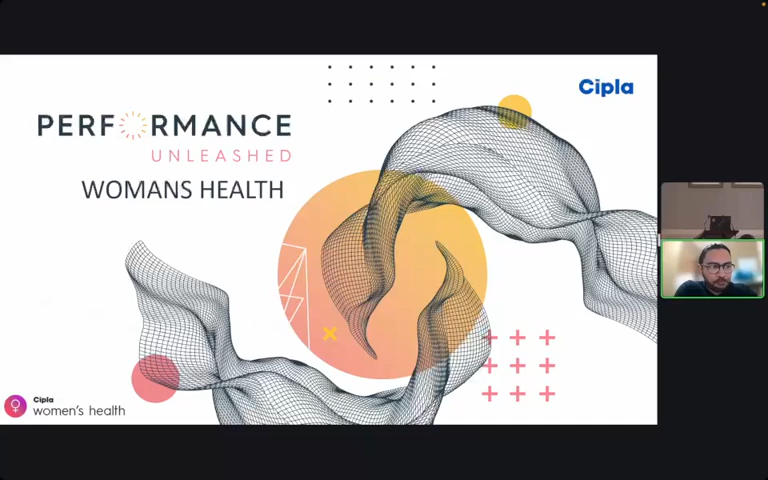 Cipla
PERFORMANCE
UNLEASHED
WOMANS HEALTH
Cipla
women's health